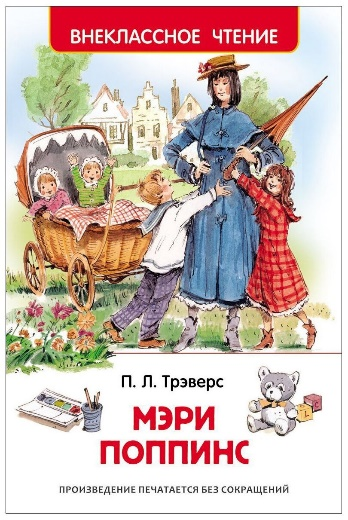 ВНЕКЛАССНОЕ ЧТЕНИЕ
П. Л. Трэверс
МЭРИ
ПОППИНС
ПРОИЗВЕДЕНИЕ ПЕЧАТАЕТСЯ БЕЗ СОКРАЩЕНИЙ